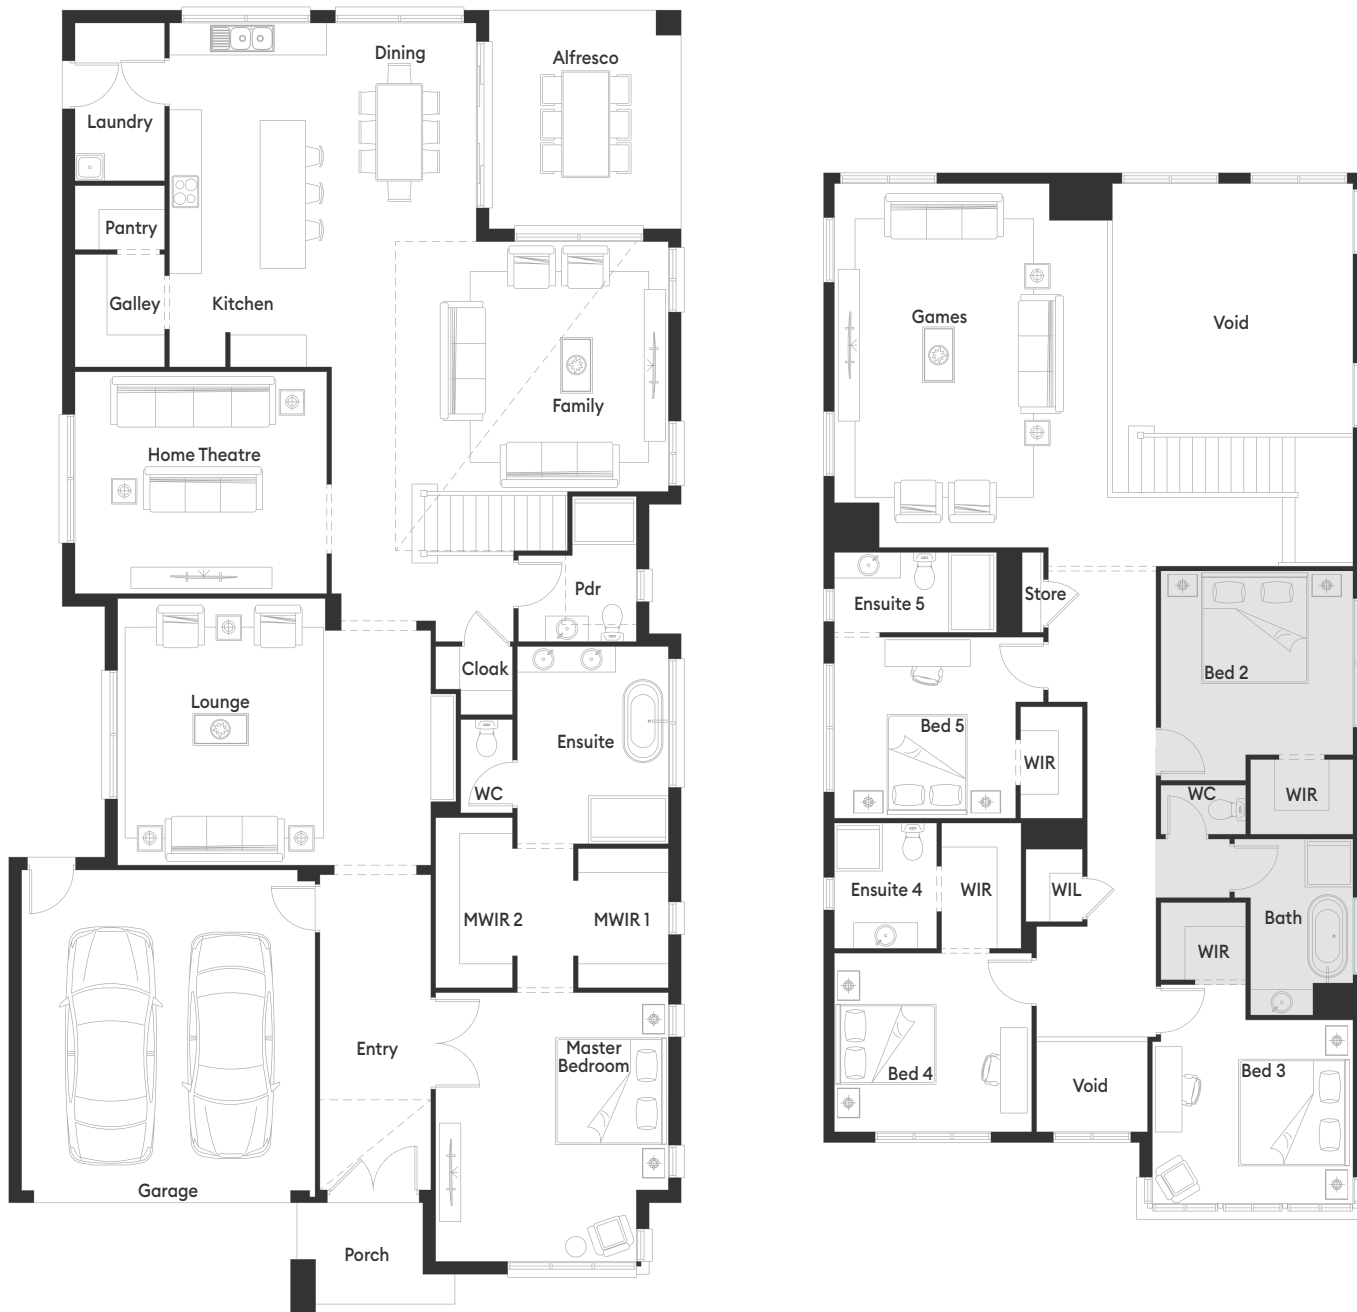 Dining
Alfresco
Laundry
Pantry
Galley
Kitchen
Family
Home Theatre
Pdr
Cloak
Lounge
Ensuite
WC
MWIR 2
MWIR 1
Entry
Master
Bedroom
Garage
Porch
Games
Void
Ensuite 5
Store
Bed 2
Bed 5
WIR
WC
WIR
Ensuite 4
WIR
WIL
Bath
WIR
Bed 4
Void
Bed 3